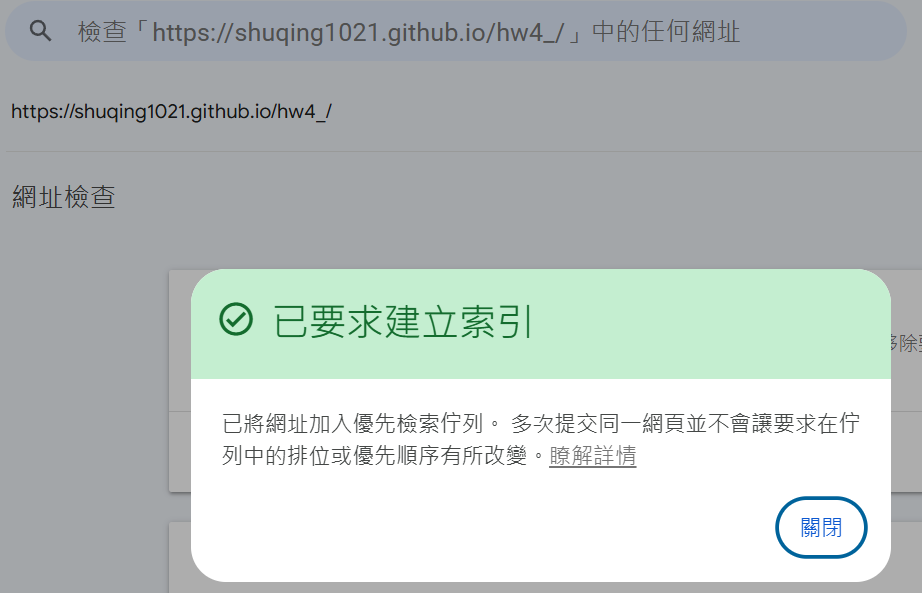 檢查「https://shuqing1021.github.io/hw4_/」中的任何網址
https://shuqing1021.github.io/hw4_/
網址檢查
已要求建立索引
移除
已將網址加入優先檢索佇列。 多次提交同一網頁並不會讓要求在佇
列中的排位或優先順序有所改變。瞭解詳情
關閉